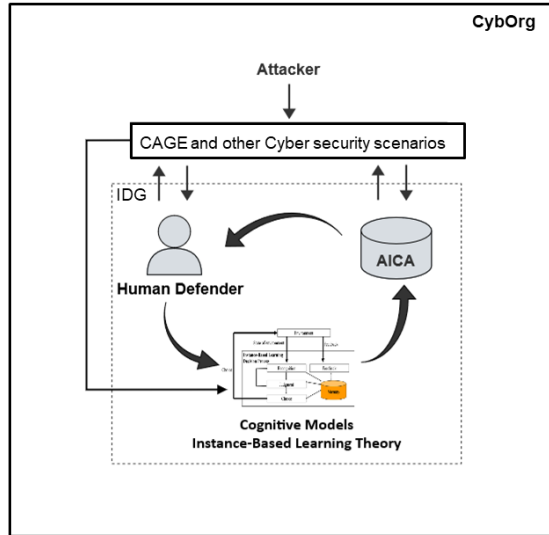 CybOrg
Attacker
CAGE and other Cyber security scenarios
IDG
AICA
Human Defender
Cognitive Models
Instance-Based Learning Theory